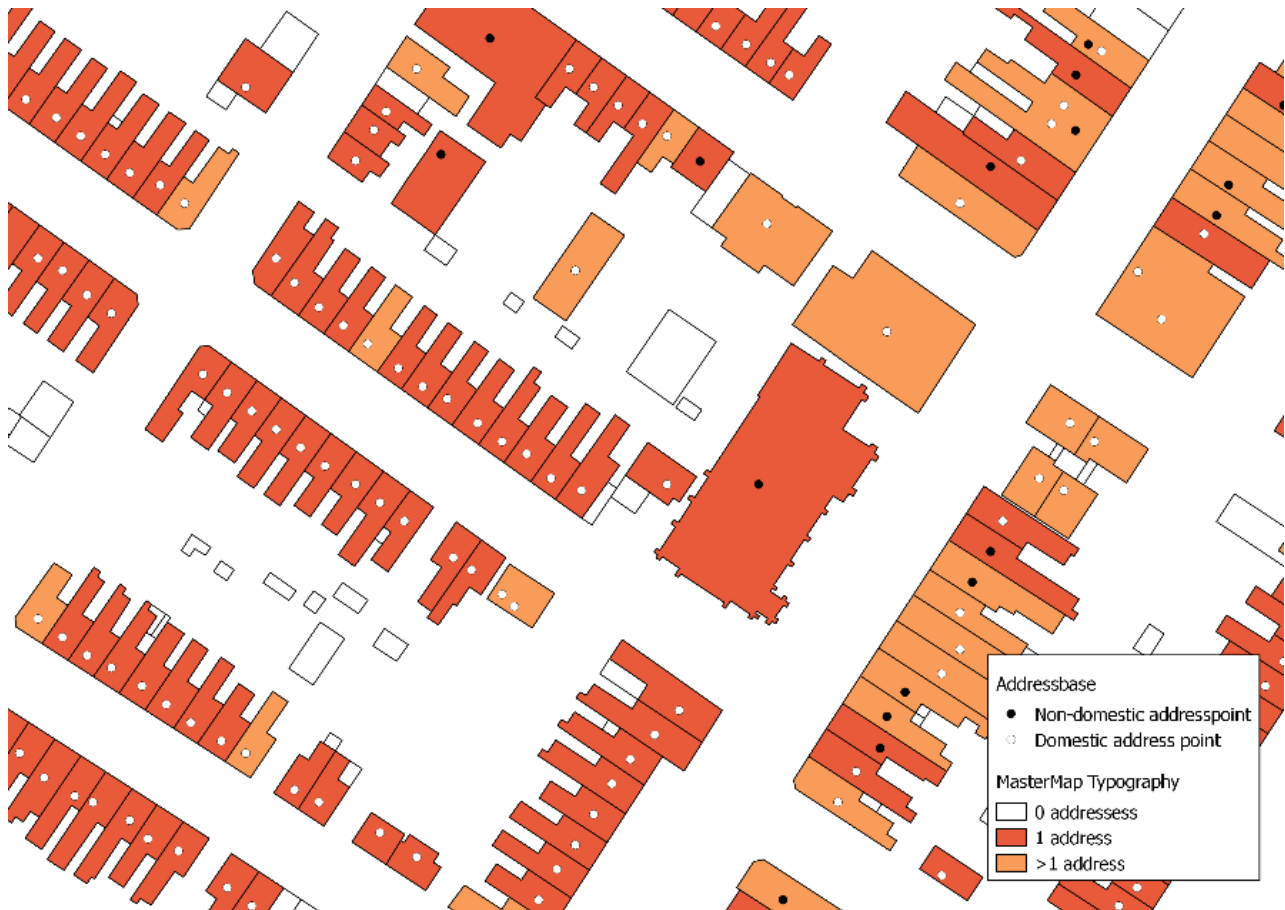 Addressbase
Non-domestic addresspoint
Domestic address point
MasterMap Typography
0 addressess
1 address
>1 address